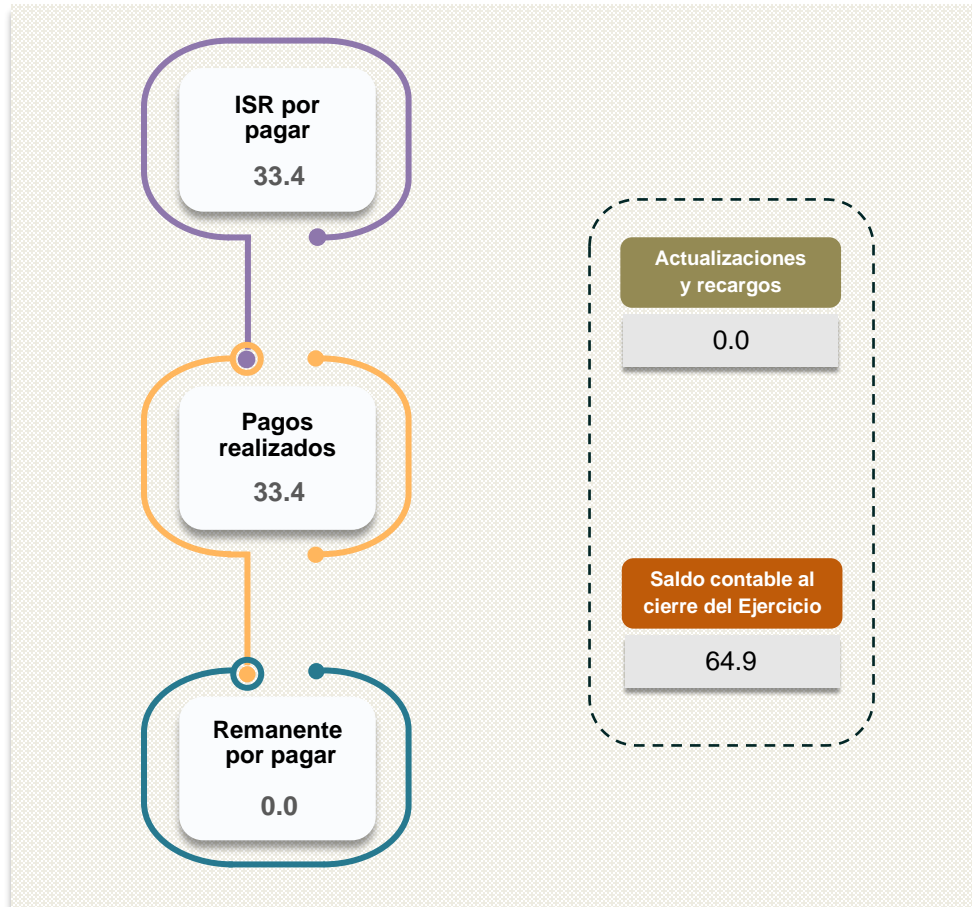 ISR por
pagar
33.4
Pagos
realizados
33.4
Remanente
por pagar
0.0
Actualizaciones
y recargos
0.0
Saldo contable al
cierre del Ejercicio
64.9